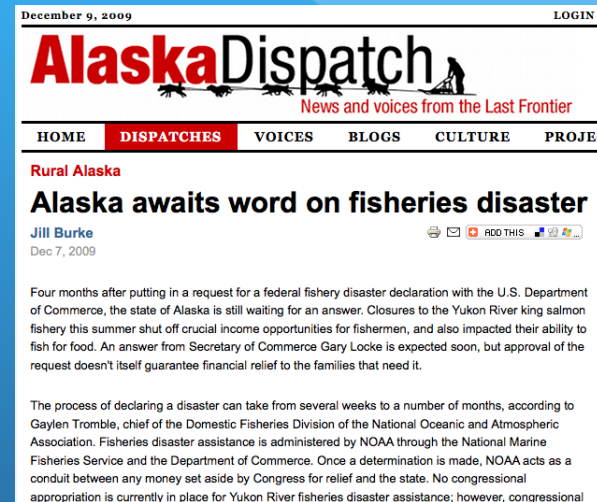 December 9, 2009 LOGIN
AlaskaDispatch
News and voices from the Last Frontier
HOME DISPATCHES VOICES BLOGS CULTURE PROJE
Rural Alaska
Alaska awaits word on fisheries disaster
Jill Burke ADD THIS
Dec 7, 2009
Four months after putting in a request for a federal fishery disaster declaration with the U.S. Department
of Commerce, the state of Alaska is still waiting for an answer. Closures to the Yukon River king salmon
fishery this summer shut off crucial income opportunities for fishermen, and also impacted their ability to
fish for food. An answer from Secretary of Commerce Gary Locke is expected soon, but approval of the
request doesn't itself guarantee financial relief to the families that need it.
The process of declaring a disaster can take from several weeks to a number of months, according to
Gaylen Tromble, chief of the Domestic Fisheries Division of the National Oceanic and Atmospheric
Association. Fisheries disaster assistance is administered by NOAA through the National Marine
Fisheries Service and the Department of Commerce. Once a determination is made, NOAA acts as a
conduit between any money set aside by Congress for relief and the state. No congressional
appropriation is currently in place for Yukon River fisheries disaster assistance; however, congressional